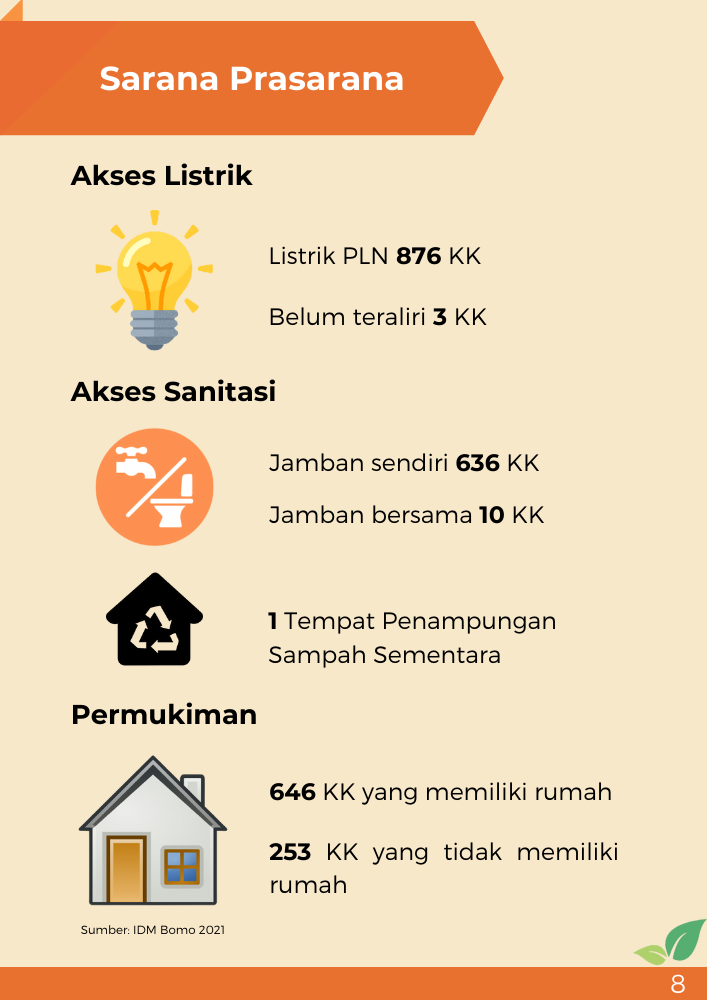 Sarana Prasarana
Akses Listrik
Listrik PLN 876 KK
Belum teraliri 3 KK
Akses Sanitasi
Jamban sendiri 636 KK
Jamban bersama 10 KK
1 Tempat Penampungan
Sampah Sementara
Permukiman
646 KK yang memiliki rumah
253 KK yang tidak memiliki
rumah
Sumber: IDM Bomo 2021
8